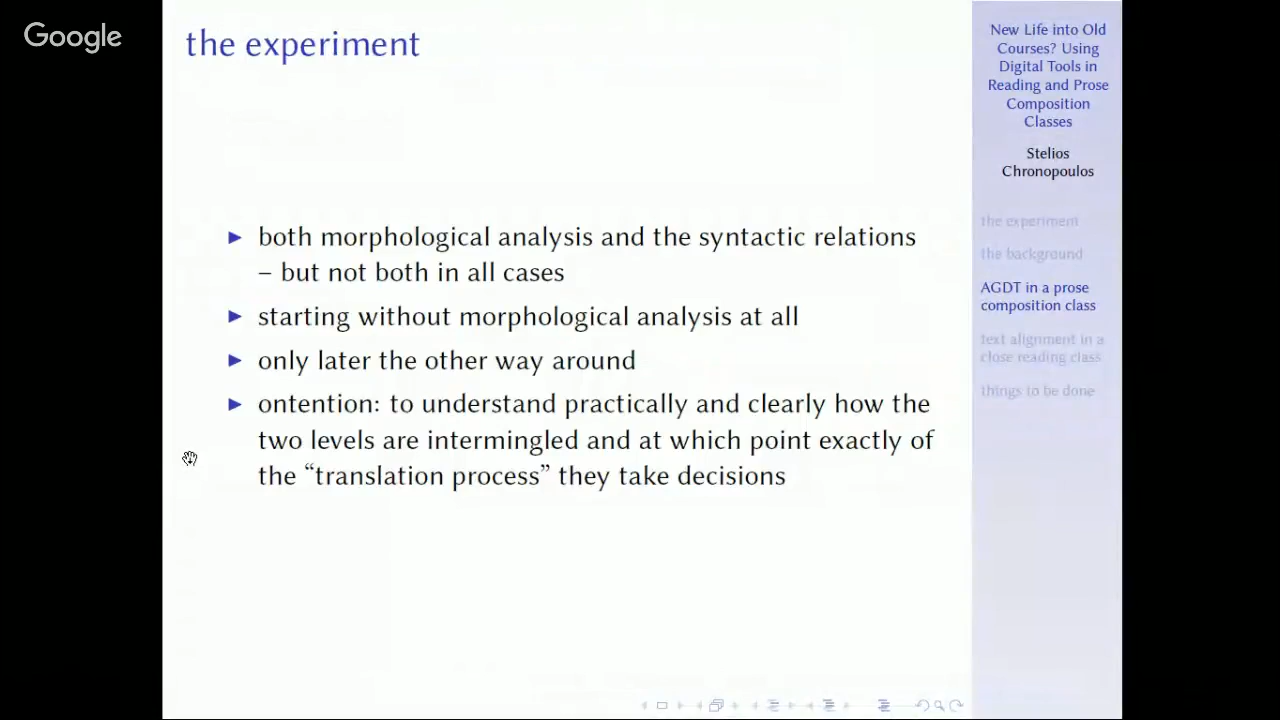 Google
the experiment
both morphological analysis and the syntactic relations
– but not both in all cases
starting without morphological analysis at all
only later the other way around
ontention: to understand practically and clearly how the
two levels are intermingled and at which point exactly of
the “translation process” they take decisions
New Life into Old
Courses? Using
Digital Tools in
Reading and Prose
Composition
Classes
Stelios
Chronopoulos
the experiment
the background
AGDT in a prose
composition class
text alignment in a
close reading class
things to be done